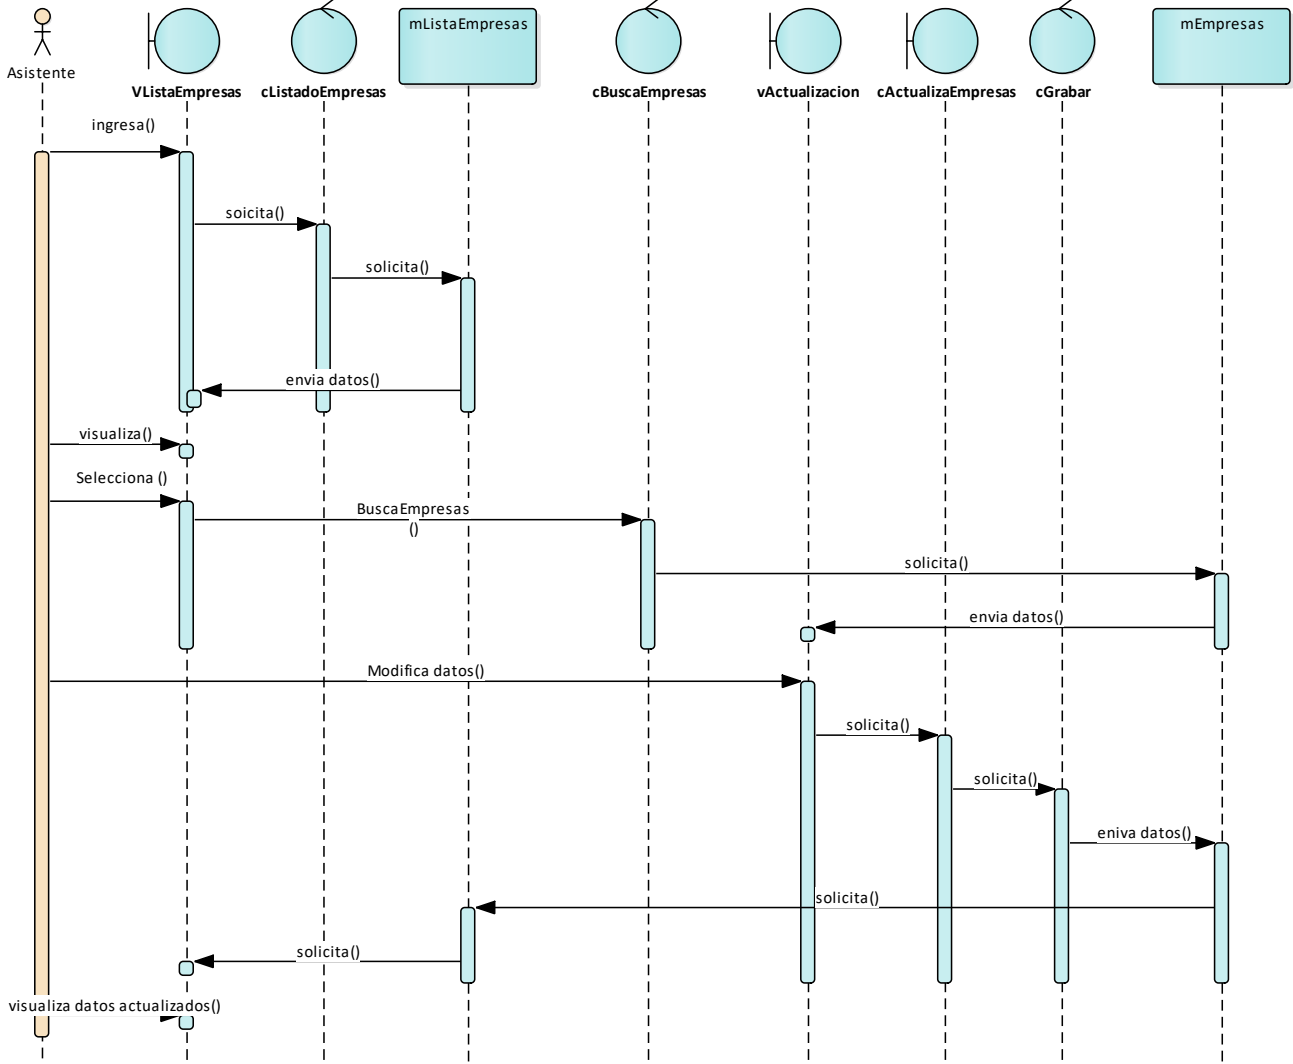 mListaEmpresas
mEmpresas
Asistente
VListaEmpresas
cListadoEmpresas
cBuscaEmpresas
vActualizacion
cActualizaEmpresas
cGrabar
ingresa()
soicita()
solicita()
envia datos()
visualiza()
Selecciona ()
BuscaEmpresas
()
solicita()
envia datos()
Modifica datos()
solicita()
solicita()
eniva datos()
solicita()
solicita()
visualiza datos actualizados()